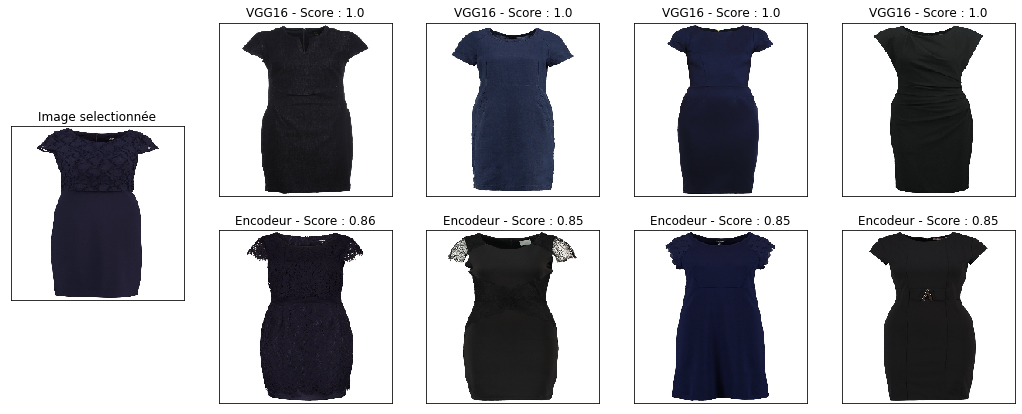 VGG16 - Score : 1.0
VGG16 - Score : 1.0
VGG16 - Score : 1.0
VGG16 - Score : 1.0
Image selectionnée
Encodeur - Score : 0.86
Encodeur - Score : 0.85
Encodeur - Score : 0.85
Encodeur - Score : 0.85